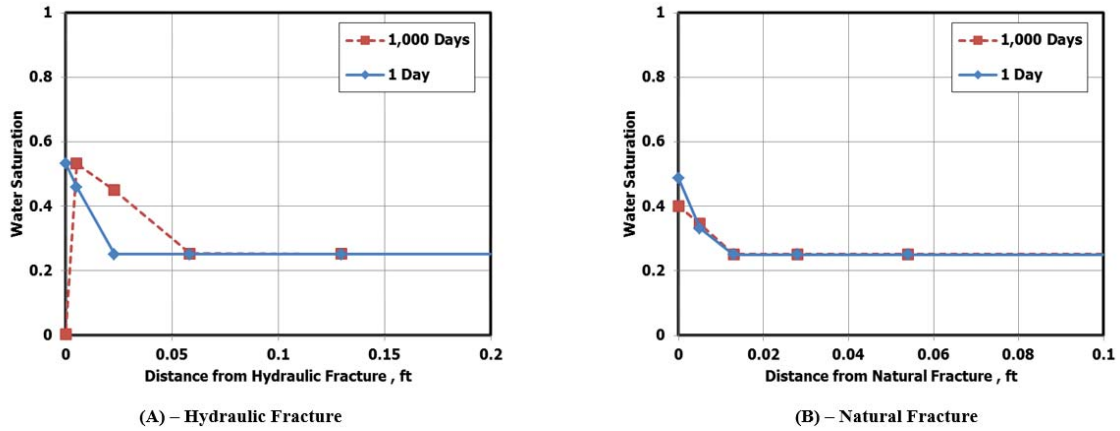 1
0.8
0.6
0.4
0.2
0
Water Saturation
1,000 Days
1 Day
0 0.05 0.1 0.15 0.2
Distance from Hydraulic Fracture , ft
(A) – Hydraulic Fracture
1
0.8
0.6
0.4
0.2
0
Water Saturation
1,000 Days
1 Day
0 0.02 0.04 0.06 0.08 0.1
Distance from Natural Fracture , ft
(B) – Natural Fracture